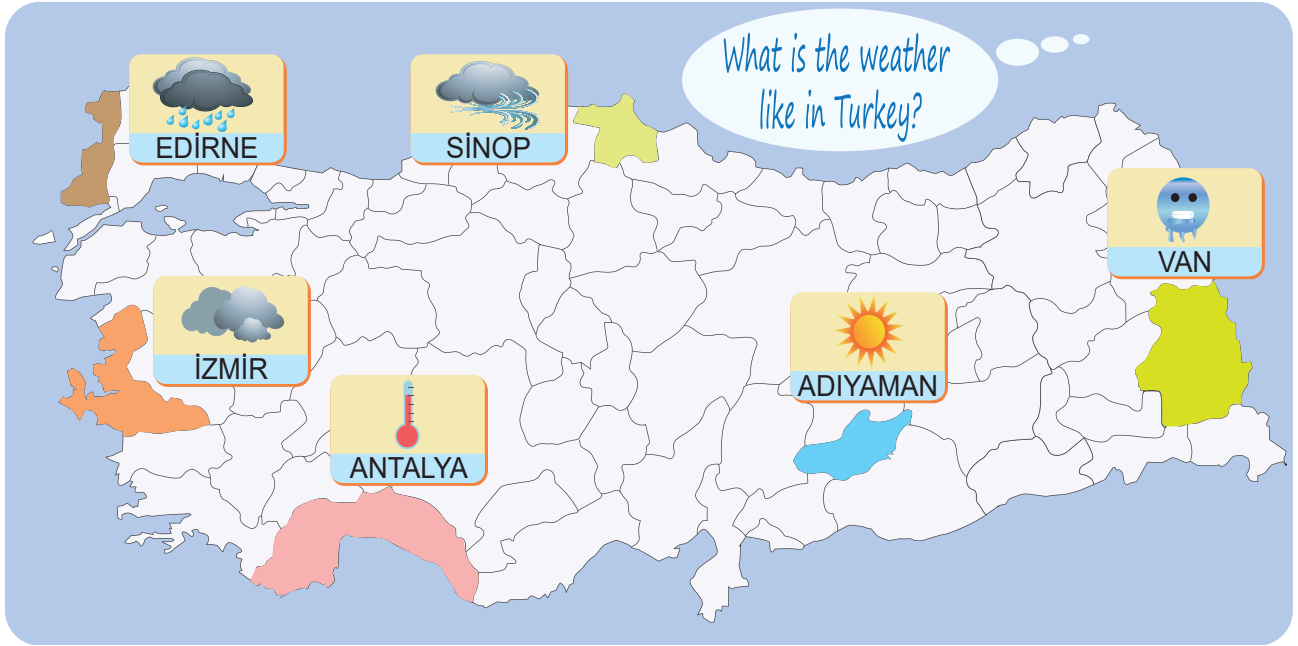 What is the weather
like in Turkey?
EDİRNE
SİNOP
VAN
İZMİR
ADIYAMAN
ANTALYA